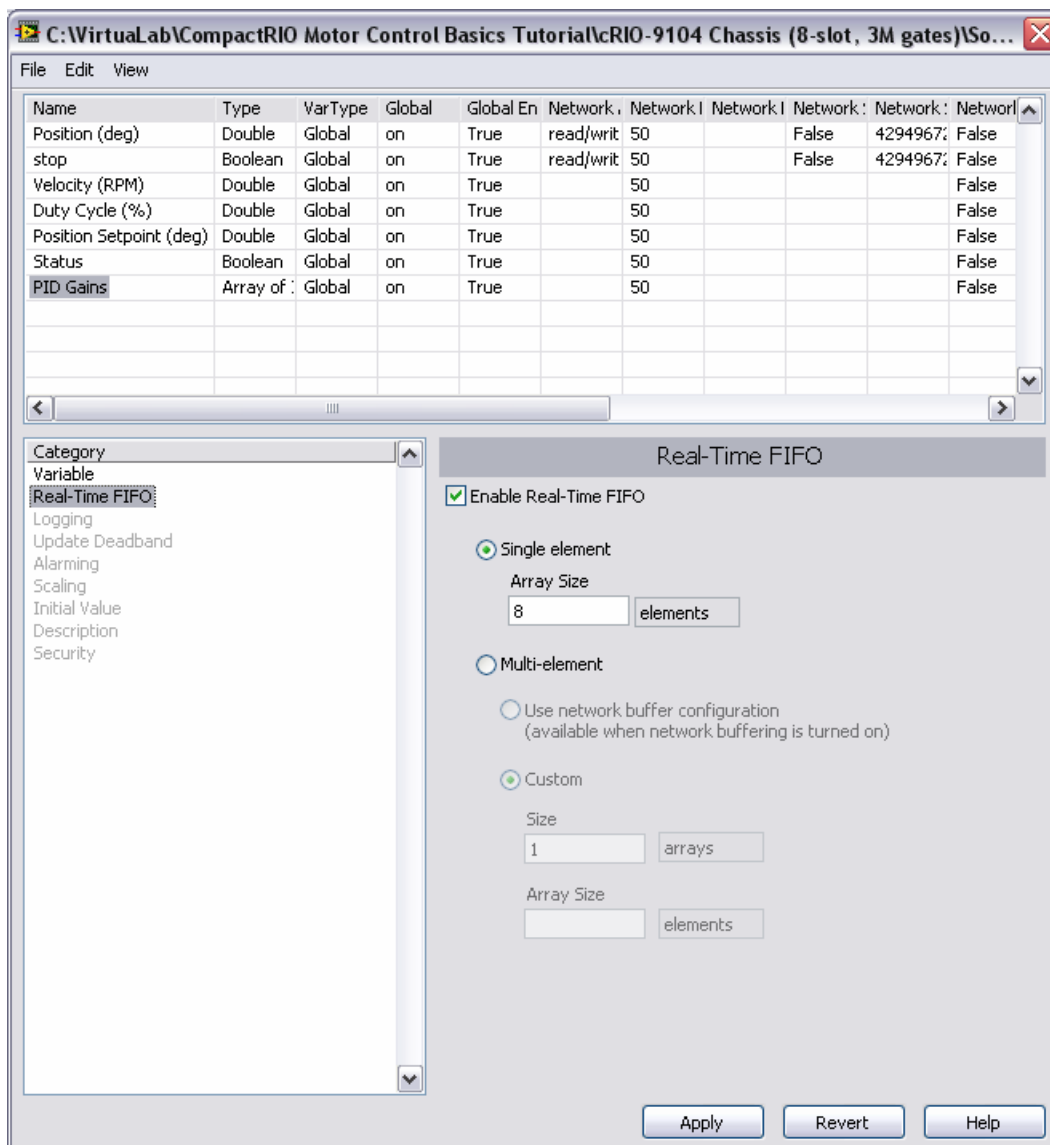 C:\VirtuaLab\CompactRIO Motor Control Basics Tutorial\cRIO-9104 Chassis (8-slot, 3M gates)\So...
File Edit View
Name Type VarType Global Global En Network Network Network Network Network Network
Position (deg) Double Global on True read/writ 50 False 4294967 False
stop Boolean Global on True read/writ 50 False 4294967 False
Velocity (RPM) Double Global on True 50 False
Duty Cycle (%) Double Global on True 50 False
Position Setpoint (deg) Double Global on True 50 False
Status Boolean Global on True 50 False
PID Gains Array of Global on True 50 False
Category
Variable
Real-Time FIFO
Logging
Update Deadband
Alarming
Scaling
Initial Value
Description
Security
Real-Time FIFO
Enable Real-Time FIFO
Single element
Array Size
8 elements
Multi-element
Use network buffer configuration
(available when network buffering is turned on)
Custom
Size
1 arrays
Array Size
elements
Apply Revert Help